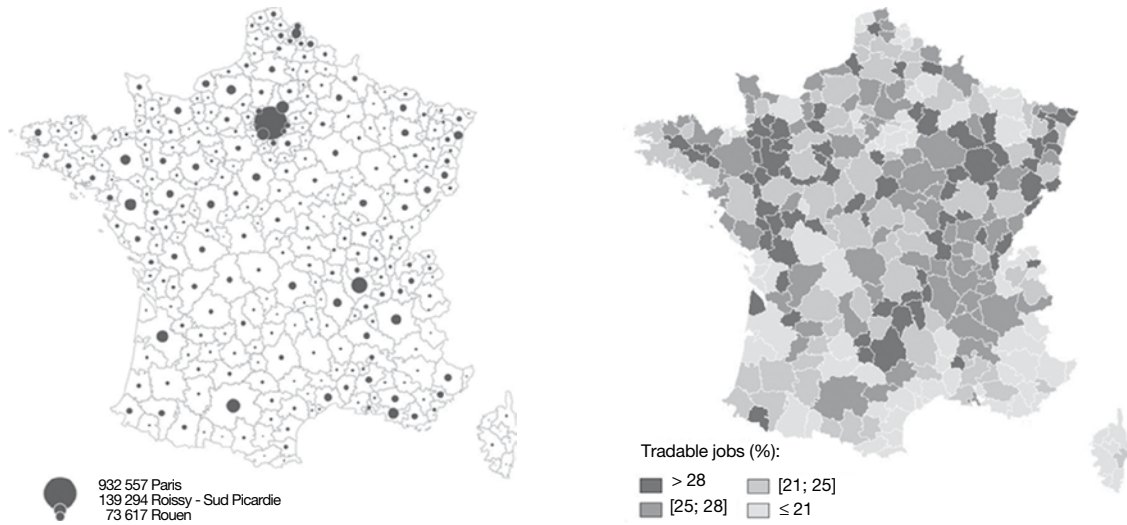 932 557 Paris
139 294 Roissy - Sud Picardie
73 617 Rouen
Tradable jobs (%):
> 28
[21; 25]
[25; 28]
≤ 21